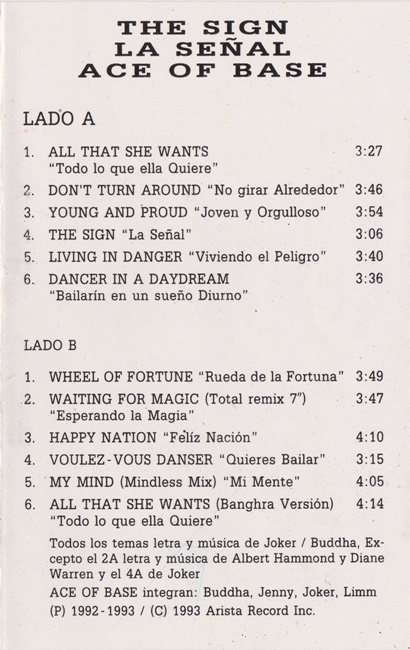 THE SIGN
LA SEÑAL
ACE OF BASE
LADO A
1. ALL THAT SHE WANTS 3:27
"Todo lo que ella Quiere"
2. DON'T TURN AROUND "No girar Alrededor" 3:46
3. YOUNG AND PROUD "Joven y Orgulloso" 3:54
4. THE SIGN "La Señal" 3:06
5. LIVING IN DANGER "Viviendo el Peligro" 3:40
6. DANCER IN A DAYDREAM 3:36
"Bailarín en un sueño Diurno"
LADO B
1. WHEEL OF FORTUNE "Rueda de la Fortuna" 3:49
2. WAITING FOR MAGIC (Total remix 7") 3:47
"Esperando la Magia"
3. HAPPY NATION "Felíz Nación" 4:10
4. VOULEZ-VOUS DANSER "Quieres Bailar" 3:15
5. MY MIND (Mindless Mix) "Mi Mente" 4:05
6. ALL THAT SHE WANTS (Banghra Versión) 4:14
"Todo lo que ella Quiere"
Todos los temas letra y música de Joker / Buddha, Ex-
cepto el 2A letra y música de Albert Hammond y Diane
Warren y el 4A de Joker
ACE OF BASE integran: Buddha, Jenny, Joker, Limm
(P) 1992-1993 / (C) 1993 Arista Record Inc.